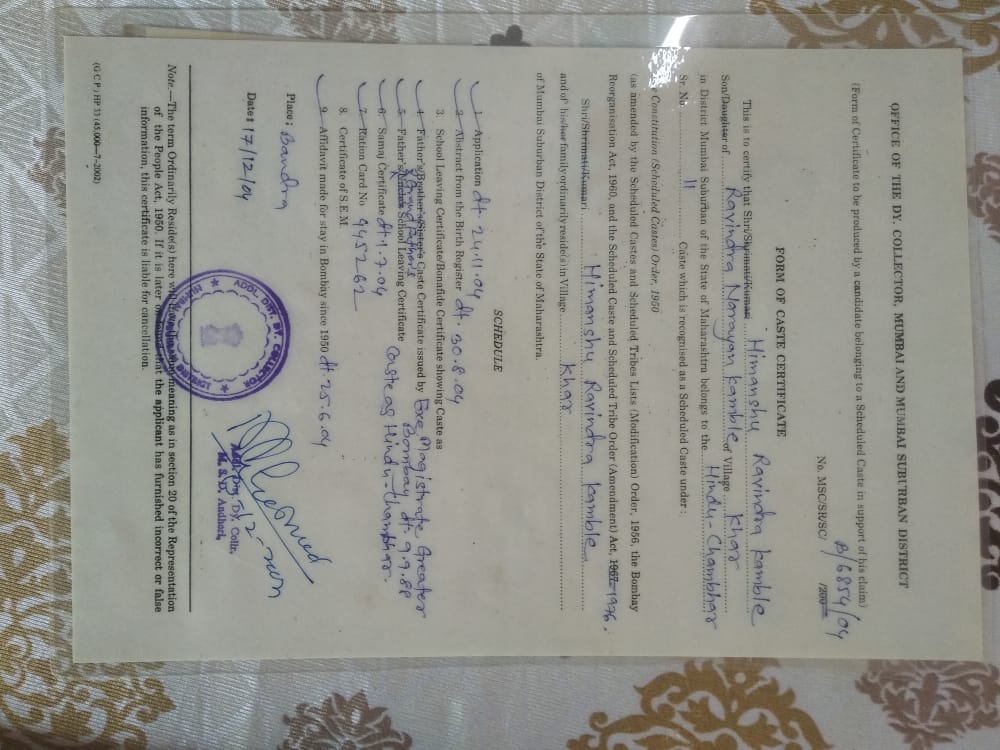 OFFICE OF THE DY. COLLECTOR, MUMBAI AND MUMBAI SUBURBAN DISTRICT
(Form of Certificate to be produced by a candidate belonging to a Scheduled Caste in support of his claim)
B/6854/04
No. MSC/SR/SC/ /200
FORM OF CASTE CERTIFICATE
This is to certify that Shri/Shrimati/Kumari Himanshu Ravindra Kamble
Son/Daughter of Ravindra Narayan Kamble of Village Khar
in District Mumbai Suburban of the State of Maharashtra belongs to the Hindu-Chambhar
Sr. No. 11 Caste which is recognised as a Scheduled Caste under :
Constitution (Scheduled Castes) Order, 1950
(as amended by the Scheduled Castes and Scheduled Tribes Lists (Modification) Order, 1956, the Bombay
Reorganisation Act, 1960, and the Scheduled Caste and Scheduled Tribe Order (Amendment) Act, 1967 1976.
Shri/Shrimati/Kumari Himanshu Ravindra Kamble
and of his/her family ordinarily reside(s) in Village Khar
of Mumbai Suburban District of the State of Maharashtra.
SCHEDULE
1. Application dt. 24.11.04
2. Abstract from the Birth Register dt. 30.8.04
3. School Leaving Certificate/Bonafide Certificate showing Caste as
4. Father's/Brother's/Sister's Caste Certificate issued by Exe Magistrate Greater
Grand Father's Bombay dt. 9.9.88
5. Father's/Uncle's School Leaving Certificate Caste as Hindu-Chambhar.
6. Samaj Certificate dt 1.7.04
7. Ration Card No 945262
8. Certificate of S.E.M.
9. Affidavit made for stay in Bombay since 1950 dt. 25.6.04
Place : Bandra
Date : 17/12/04
ADDL. DIST. DY. COLLECTOR
MUMBAI SUBURBAN DISTRICT
Addl. Dist. Dy. Collr.
M. S. D. Andheri.
Note.—The term Ordinarily Reside(s) here will have the same meaning as in section 20 of the Representation
of the People Act, 1950. If it is later on found that the applicant has furnished incorrect or false
information, this certificate is liable for cancellation.
(G.C.P.) HP 33 (45,000—7-2002)